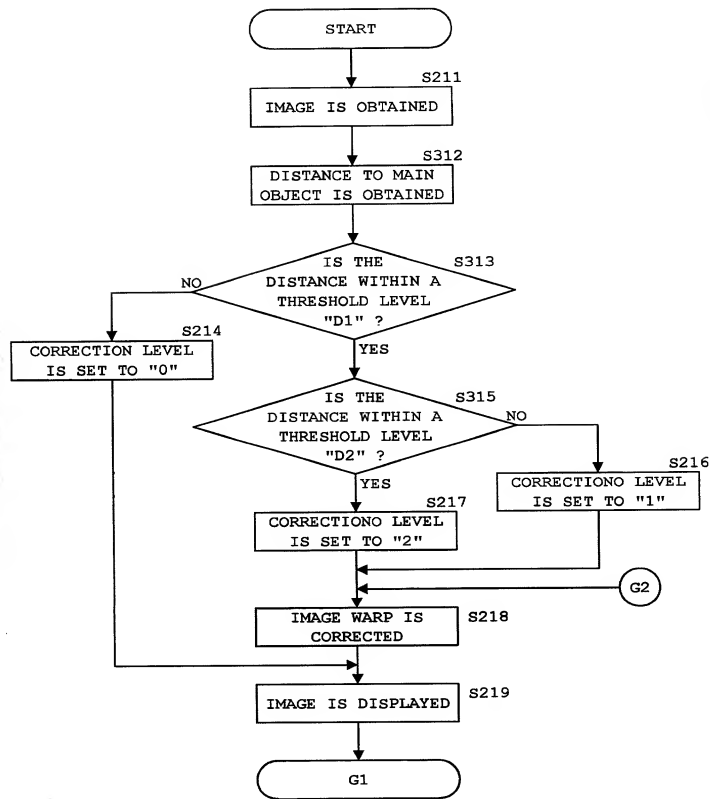 START
S211
IMAGE IS OBTAINED
S312
DISTANCE TO MAIN
OBJECT IS OBTAINED
S313
IS THE
DISTANCE WITHIN A
THRESHOLD LEVEL
"D1" ?
NO
YES
S214
CORRECTION LEVEL
IS SET TO "0"
S315
IS THE
DISTANCE WITHIN A
THRESHOLD LEVEL
"D2" ?
NO
YES
S216
CORRECTIONO LEVEL
IS SET TO "1"
S217
CORRECTIONO LEVEL
IS SET TO "2"
G2
S218
IMAGE WARP IS
CORRECTED
S219
IMAGE IS DISPLAYED
G1